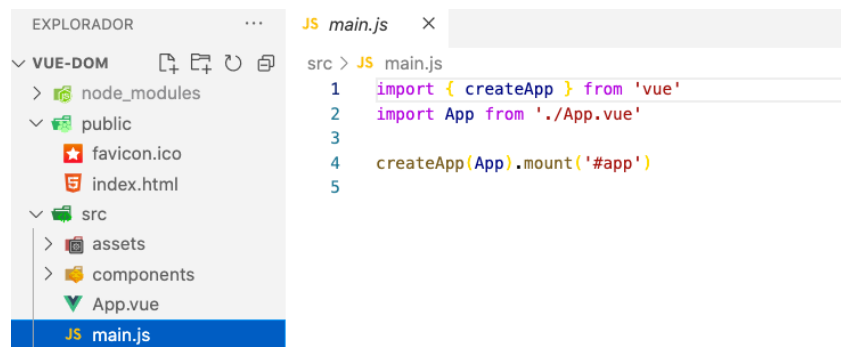 EXPLORADOR ...
VUE-DOM
node_modules
public
favicon.ico
index.html
src
assets
components
App.vue
JS main.js
JS main.js ×
src > JS main.js
1 import { createApp } from 'vue'
2 import App from './App.vue'
3
4 createApp(App).mount('#app')
5